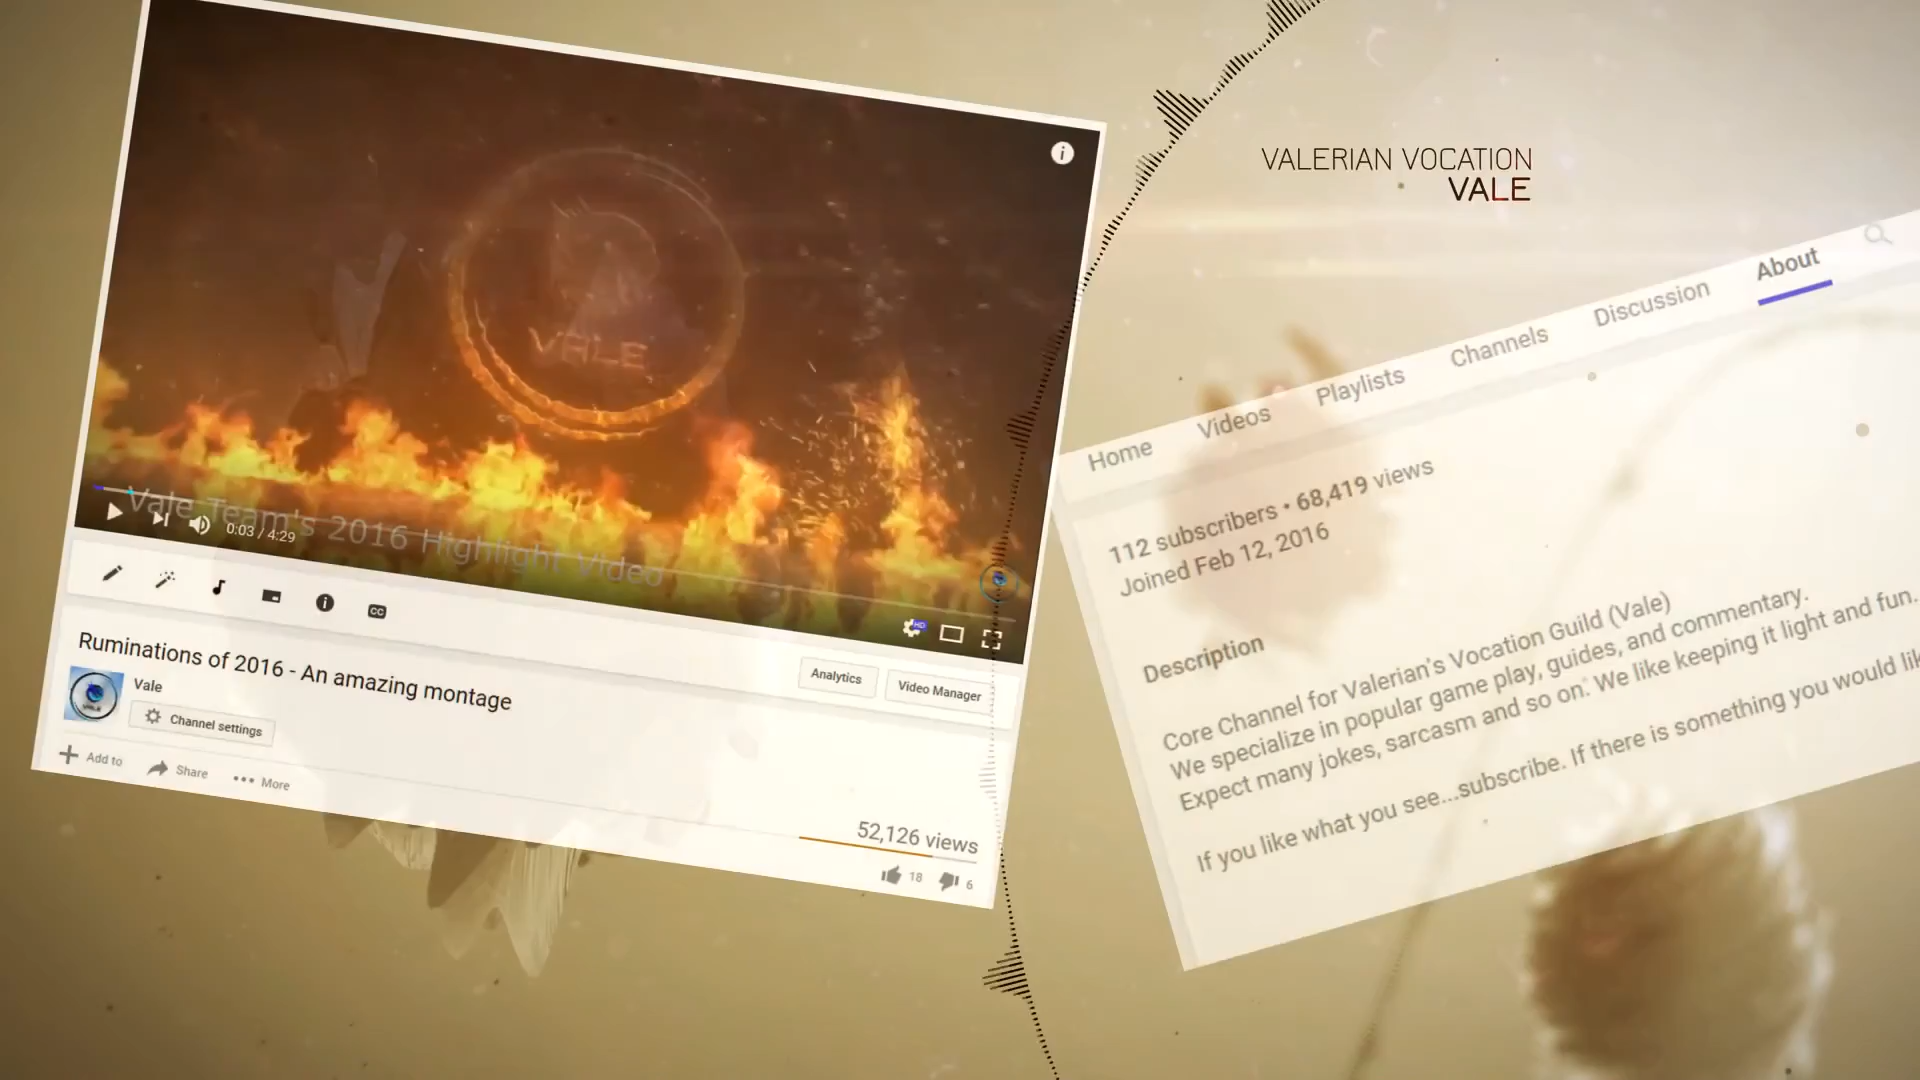 VALERIAN VOCATION
VALE
VALE
Vale Team's 2016 Highlight Video
0:03 / 4:29
HD
CC
Ruminations of 2016 - An amazing montage
Analytics
Video Manager
Vale
Channel settings
Add to
Share
More
52,126 views
18
6
Home
Videos
Playlists
Channels
Discussion
About
112 subscribers • 68,419 views
Joined Feb 12, 2016
Description
Core Channel for Valerian's Vocation Guild (Vale)
We specialize in popular game play, guides, and commentary.
Expect many jokes, sarcasm and so on. We like keeping it light and fun.
If you like what you see...subscribe. If there is something you would